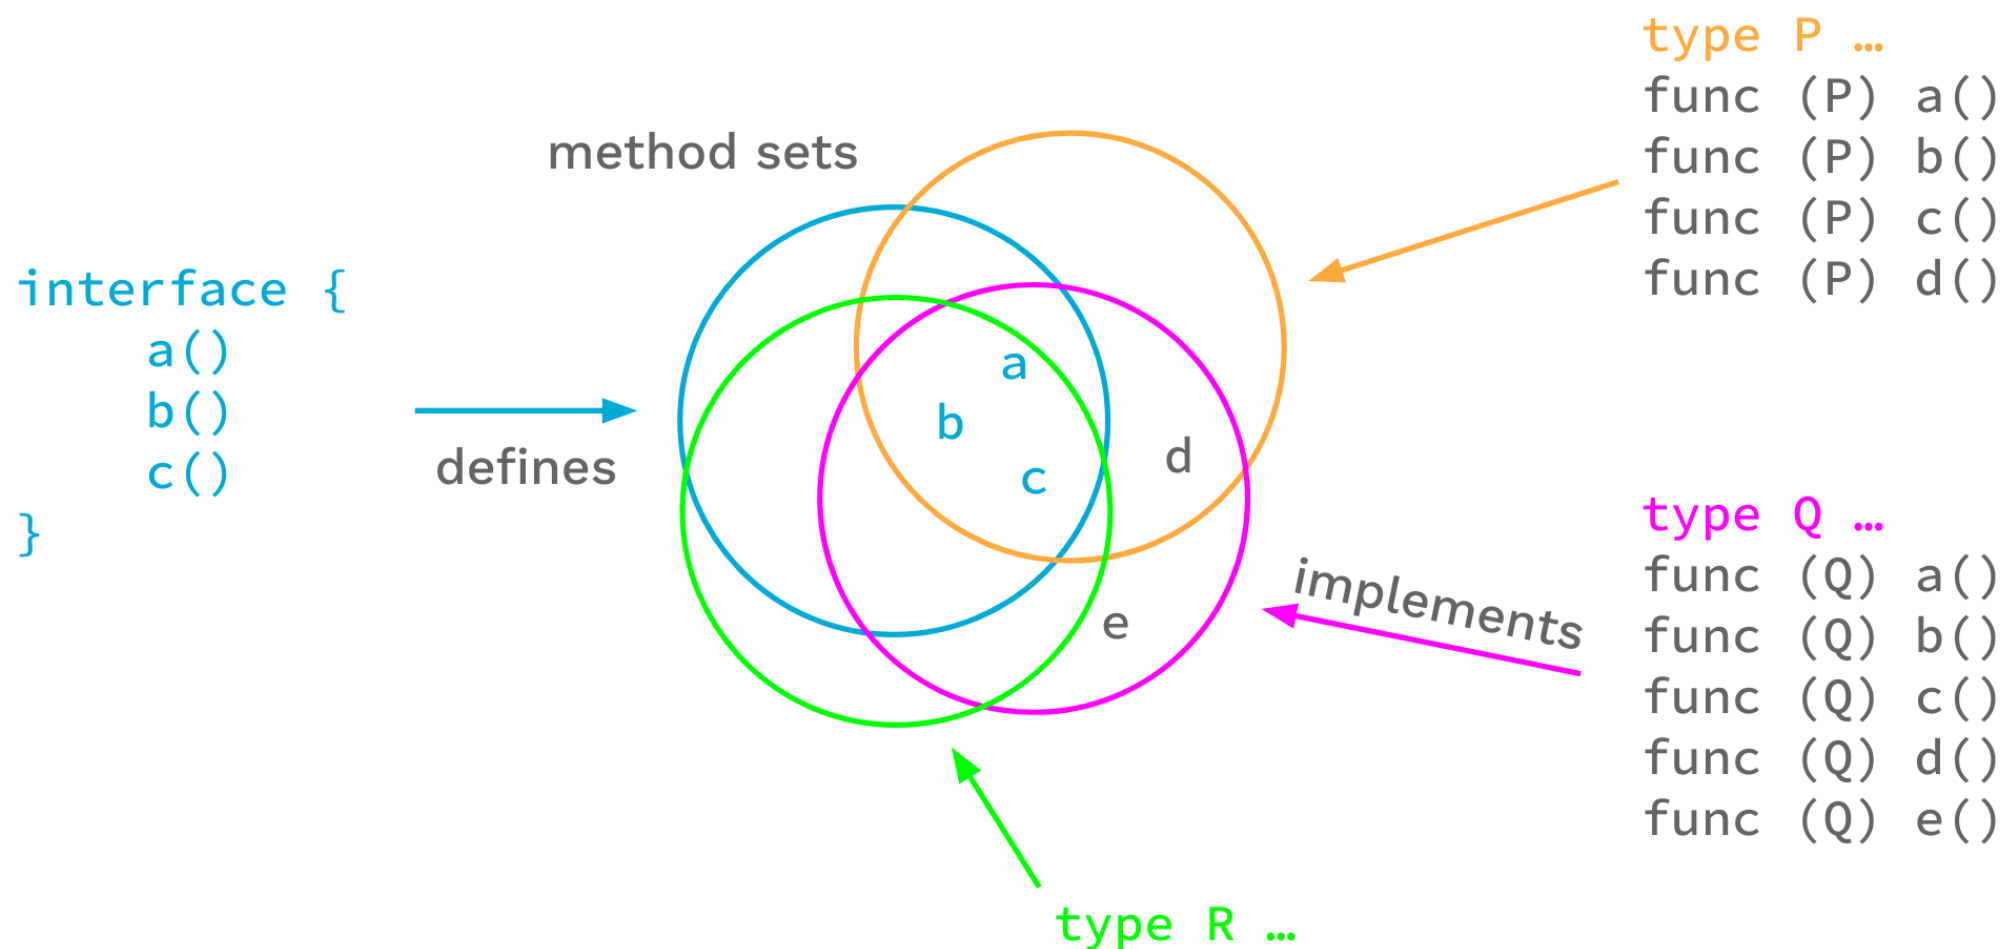 interface {
a()
b()
c()
}
defines
method sets
a
b
c
d
e
type P …
func (P) a()
func (P) b()
func (P) c()
func (P) d()
implements
type Q …
func (Q) a()
func (Q) b()
func (Q) c()
func (Q) d()
func (Q) e()
type R …